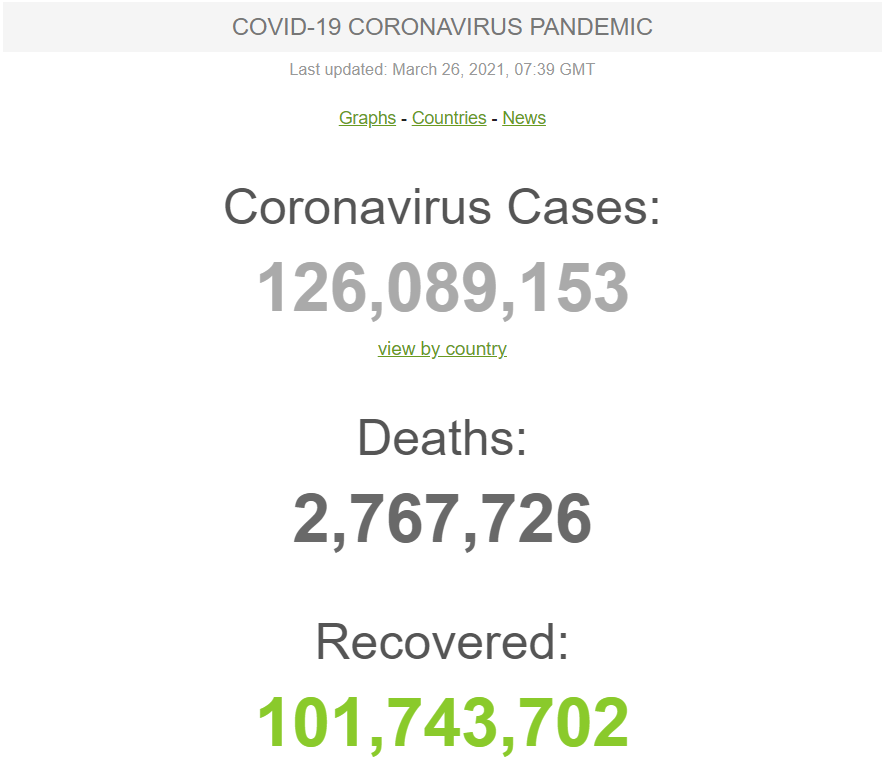 COVID-19 CORONAVIRUS PANDEMIC
Last updated: March 26, 2021, 07:39 GMT
Graphs - Countries - News
Coronavirus Cases:
126,089,153
view by country
Deaths:
2,767,726
Recovered:
101,743,702